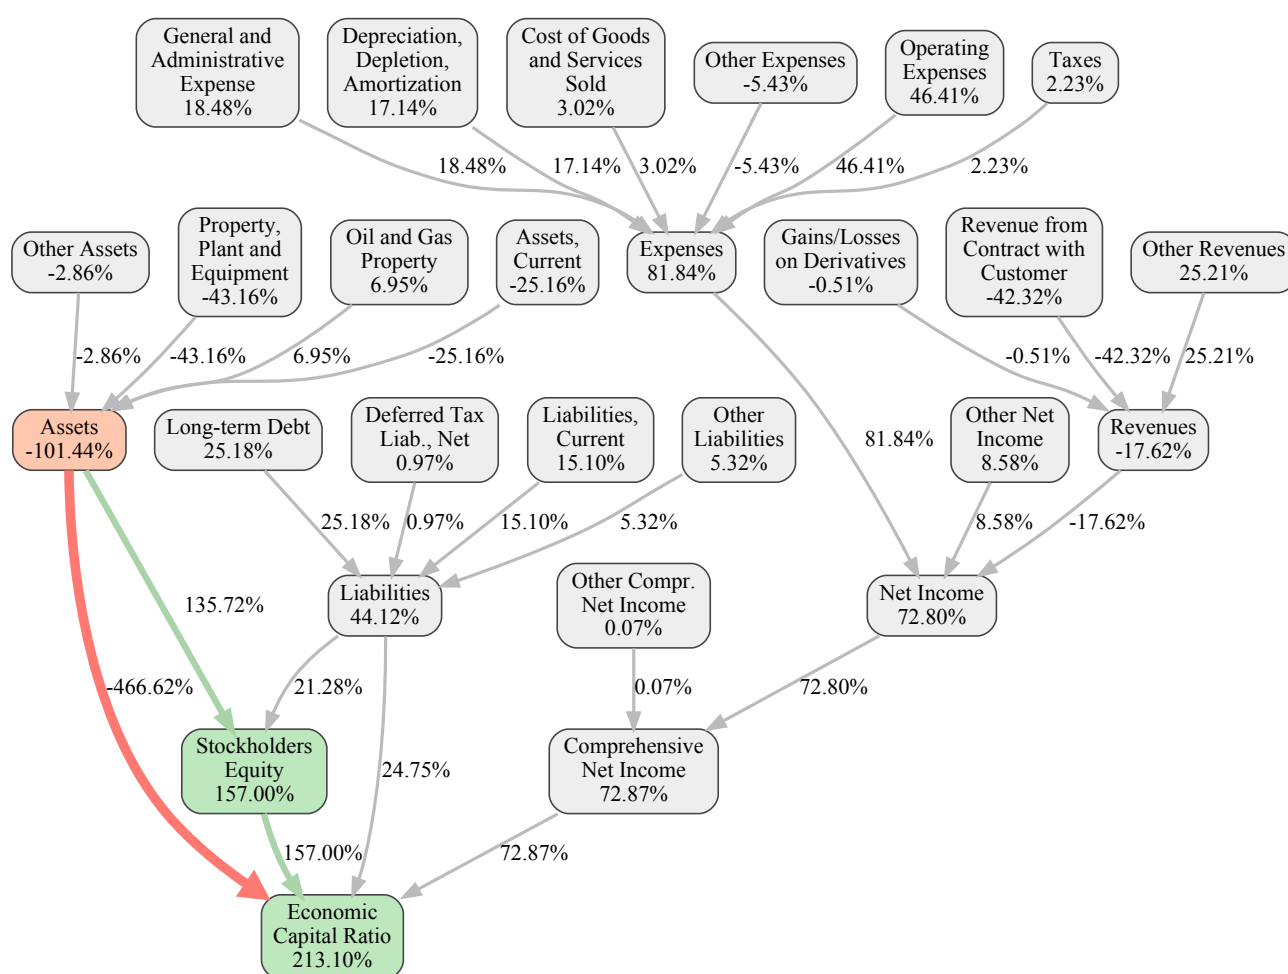 General and
Administrative
Expense
18.48%
Depreciation,
Depletion,
Amortization
17.14%
Cost of Goods
and Services
Sold
3.02%
Other Expenses
-5.43%
Operating
Expenses
46.41%
Taxes
2.23%
18.48%
17.14%
3.02%
-5.43%
46.41%
2.23%
Other Assets
-2.86%
Property,
Plant and
Equipment
-43.16%
Oil and Gas
Property
6.95%
Assets,
Current
-25.16%
Expenses
81.84%
Gains/Losses
on Derivatives
-0.51%
Revenue from
Contract with
Customer
-42.32%
Other Revenues
25.21%
-2.86%
-43.16%
6.95%
-25.16%
-0.51%
-42.32%
25.21%
Assets
-101.44%
Long-term Debt
25.18%
Deferred Tax
Liab., Net
0.97%
Liabilities,
Current
15.10%
Other
Liabilities
5.32%
81.84%
Other Net
Income
8.58%
Revenues
-17.62%
25.18%
0.97%
15.10%
5.32%
8.58%
-17.62%
135.72%
Liabilities
44.12%
Other Compr.
Net Income
0.07%
Net Income
72.80%
-466.62%
21.28%
0.07%
72.80%
Stockholders
Equity
157.00%
24.75%
Comprehensive
Net Income
72.87%
157.00%
72.87%
Economic
Capital Ratio
213.10%